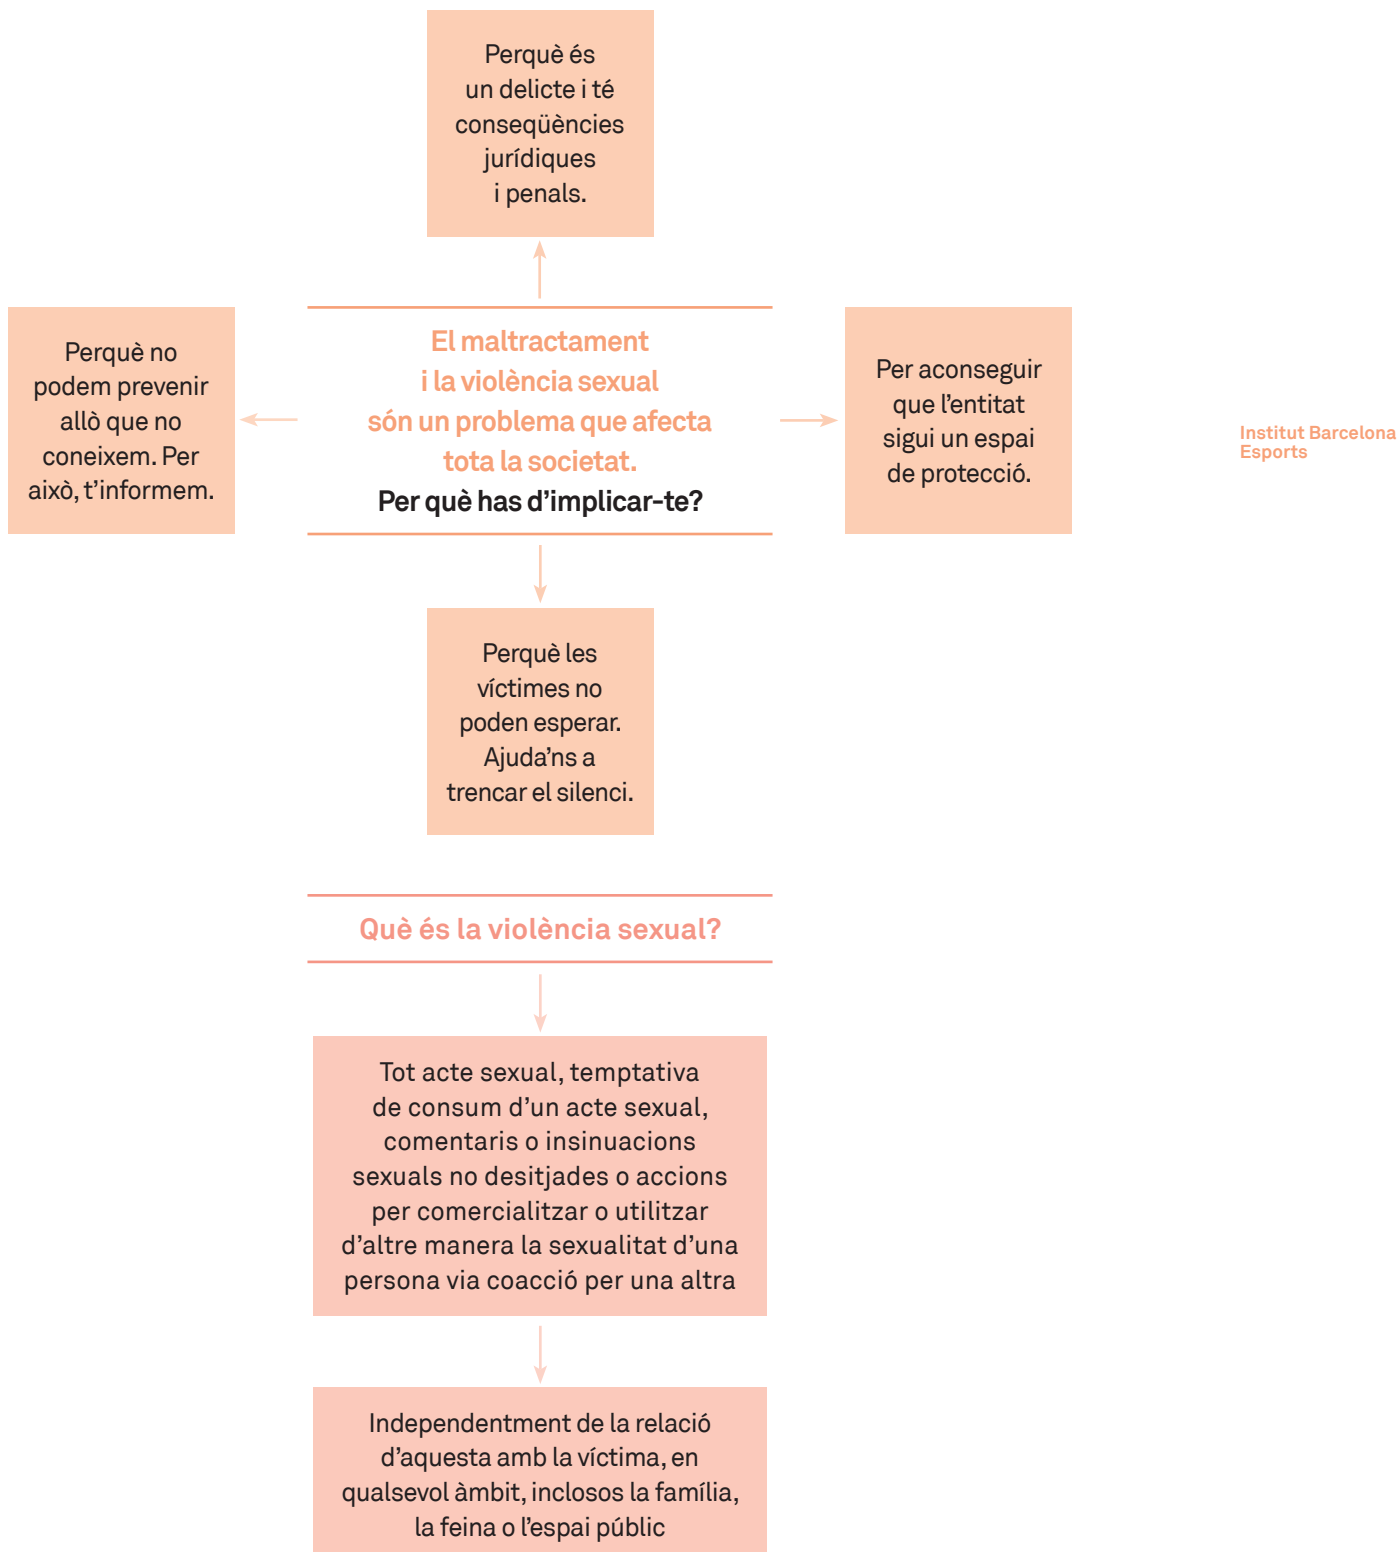 Perquè és
un delicte i té
conseqüències
jurídiques
i penals.
Perquè no
podem prevenir
allò que no
coneixem. Per
això, t’informem.
El maltractament
i la violència sexual
són un problema que afecta
tota la societat.
Per què has d’implicar-te?
Per aconseguir
que l’entitat
sigui un espai
de protecció.
Institut Barcelona
Esports
Perquè les
víctimes no
poden esperar.
Ajuda’ns a
trencar el silenci.
Què és la violència sexual?
Tot acte sexual, temptativa
de consum d’un acte sexual,
comentaris o insinuacions
sexuals no desitjades o accions
per comercialitzar o utilitzar
d’altre manera la sexualitat d’una
persona via coacció per una altra
Independentment de la relació
d’aquesta amb la víctima, en
qualsevol àmbit, inclosos la família,
la feina o l’espai públic